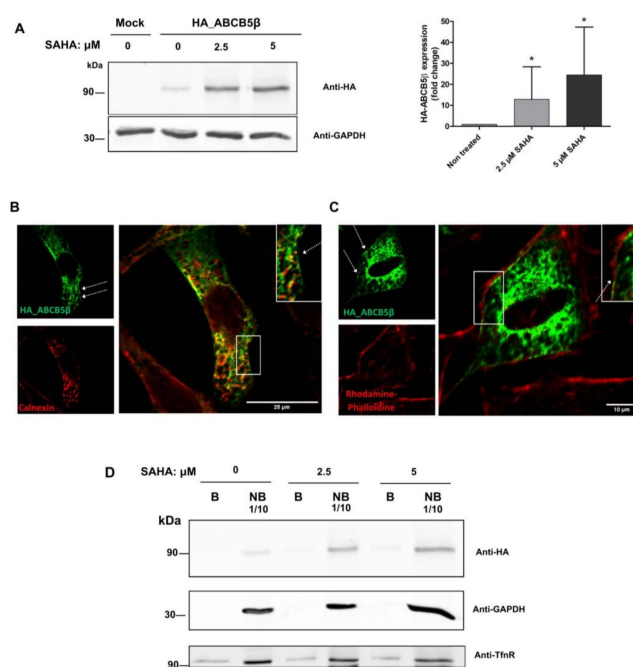 A
Mock
HA_ABCB5β
SAHA: μM
0
0
2.5
5
kDa
90
30
Anti-HA
Anti-GAPDH
HA-ABCB5β expression
(fold change)
50
40
30
20
10
0
*
*
Non treated
2.5 μM SAHA
5 μM SAHA
B
HA_ABCB5β
Calnexin
25 μm
C
HA_ABCB5β
Rhodamine-
Phalloidine
10 μm
D
SAHA: μM
0
2.5
5
B
NB
1/10
B
NB
1/10
B
NB
1/10
kDa
90
Anti-HA
30
Anti-GAPDH
90
Anti-TfnR